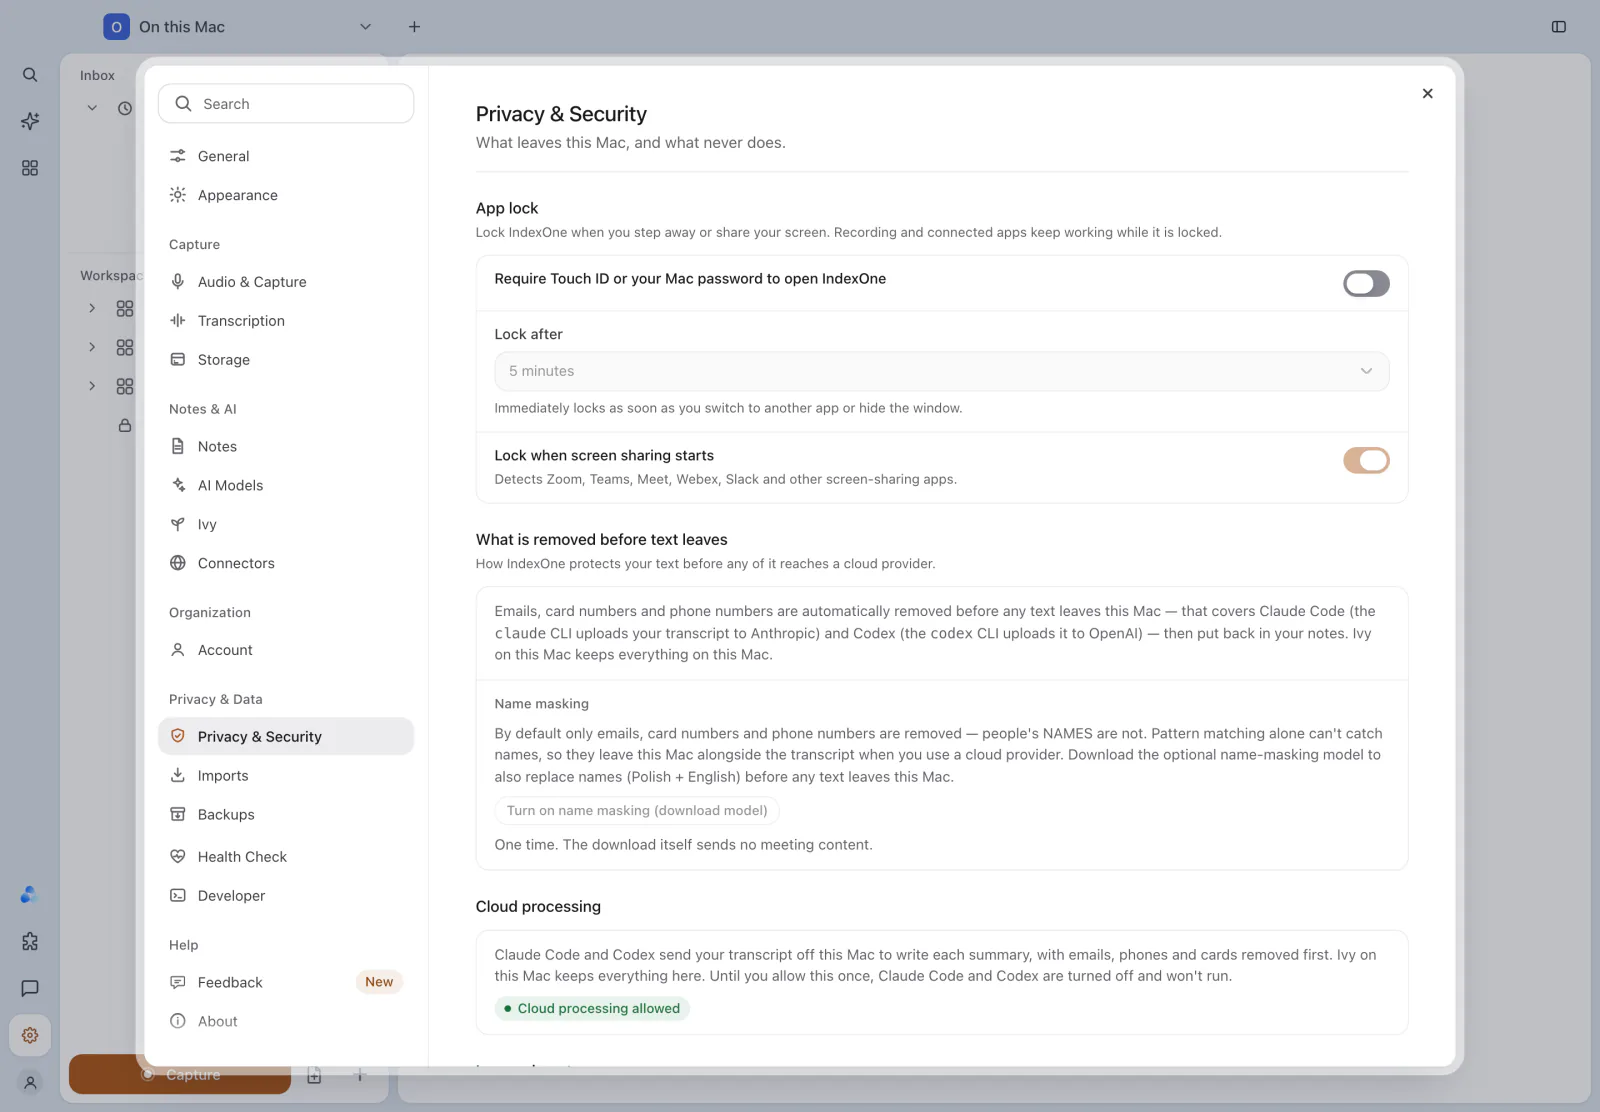 O On this Mac
Inbox
Workspac
Capture
Search
General
Appearance
Capture
Audio & Capture
Transcription
Storage
Notes & AI
Notes
AI Models
Ivy
Connectors
Organization
Account
Privacy & Data
Privacy & Security
Imports
Backups
Health Check
Developer
Help
Feedback New
About
Privacy & Security
What leaves this Mac, and what never does.
App lock
Lock IndexOne when you step away or share your screen. Recording and connected apps keep working while it is locked.
Require Touch ID or your Mac password to open IndexOne
Lock after
5 minutes
Immediately locks as soon as you switch to another app or hide the window.
Lock when screen sharing starts
Detects Zoom, Teams, Meet, Webex, Slack and other screen-sharing apps.
What is removed before text leaves
How IndexOne protects your text before any of it reaches a cloud provider.
Emails, card numbers and phone numbers are automatically removed before any text leaves this Mac — that covers Claude Code (the
claude CLI uploads your transcript to Anthropic) and Codex (the codex CLI uploads it to OpenAI) — then put back in your notes. Ivy
on this Mac keeps everything on this Mac.
Name masking
By default only emails, card numbers and phone numbers are removed — people's NAMES are not. Pattern matching alone can't catch
names, so they leave this Mac alongside the transcript when you use a cloud provider. Download the optional name-masking model to
also replace names (Polish + English) before any text leaves this Mac.
Turn on name masking (download model)
One time. The download itself sends no meeting content.
Cloud processing
Claude Code and Codex send your transcript off this Mac to write each summary, with emails, phones and cards removed first. Ivy on
this Mac keeps everything here. Until you allow this once, Claude Code and Codex are turned off and won't run.
Cloud processing allowed